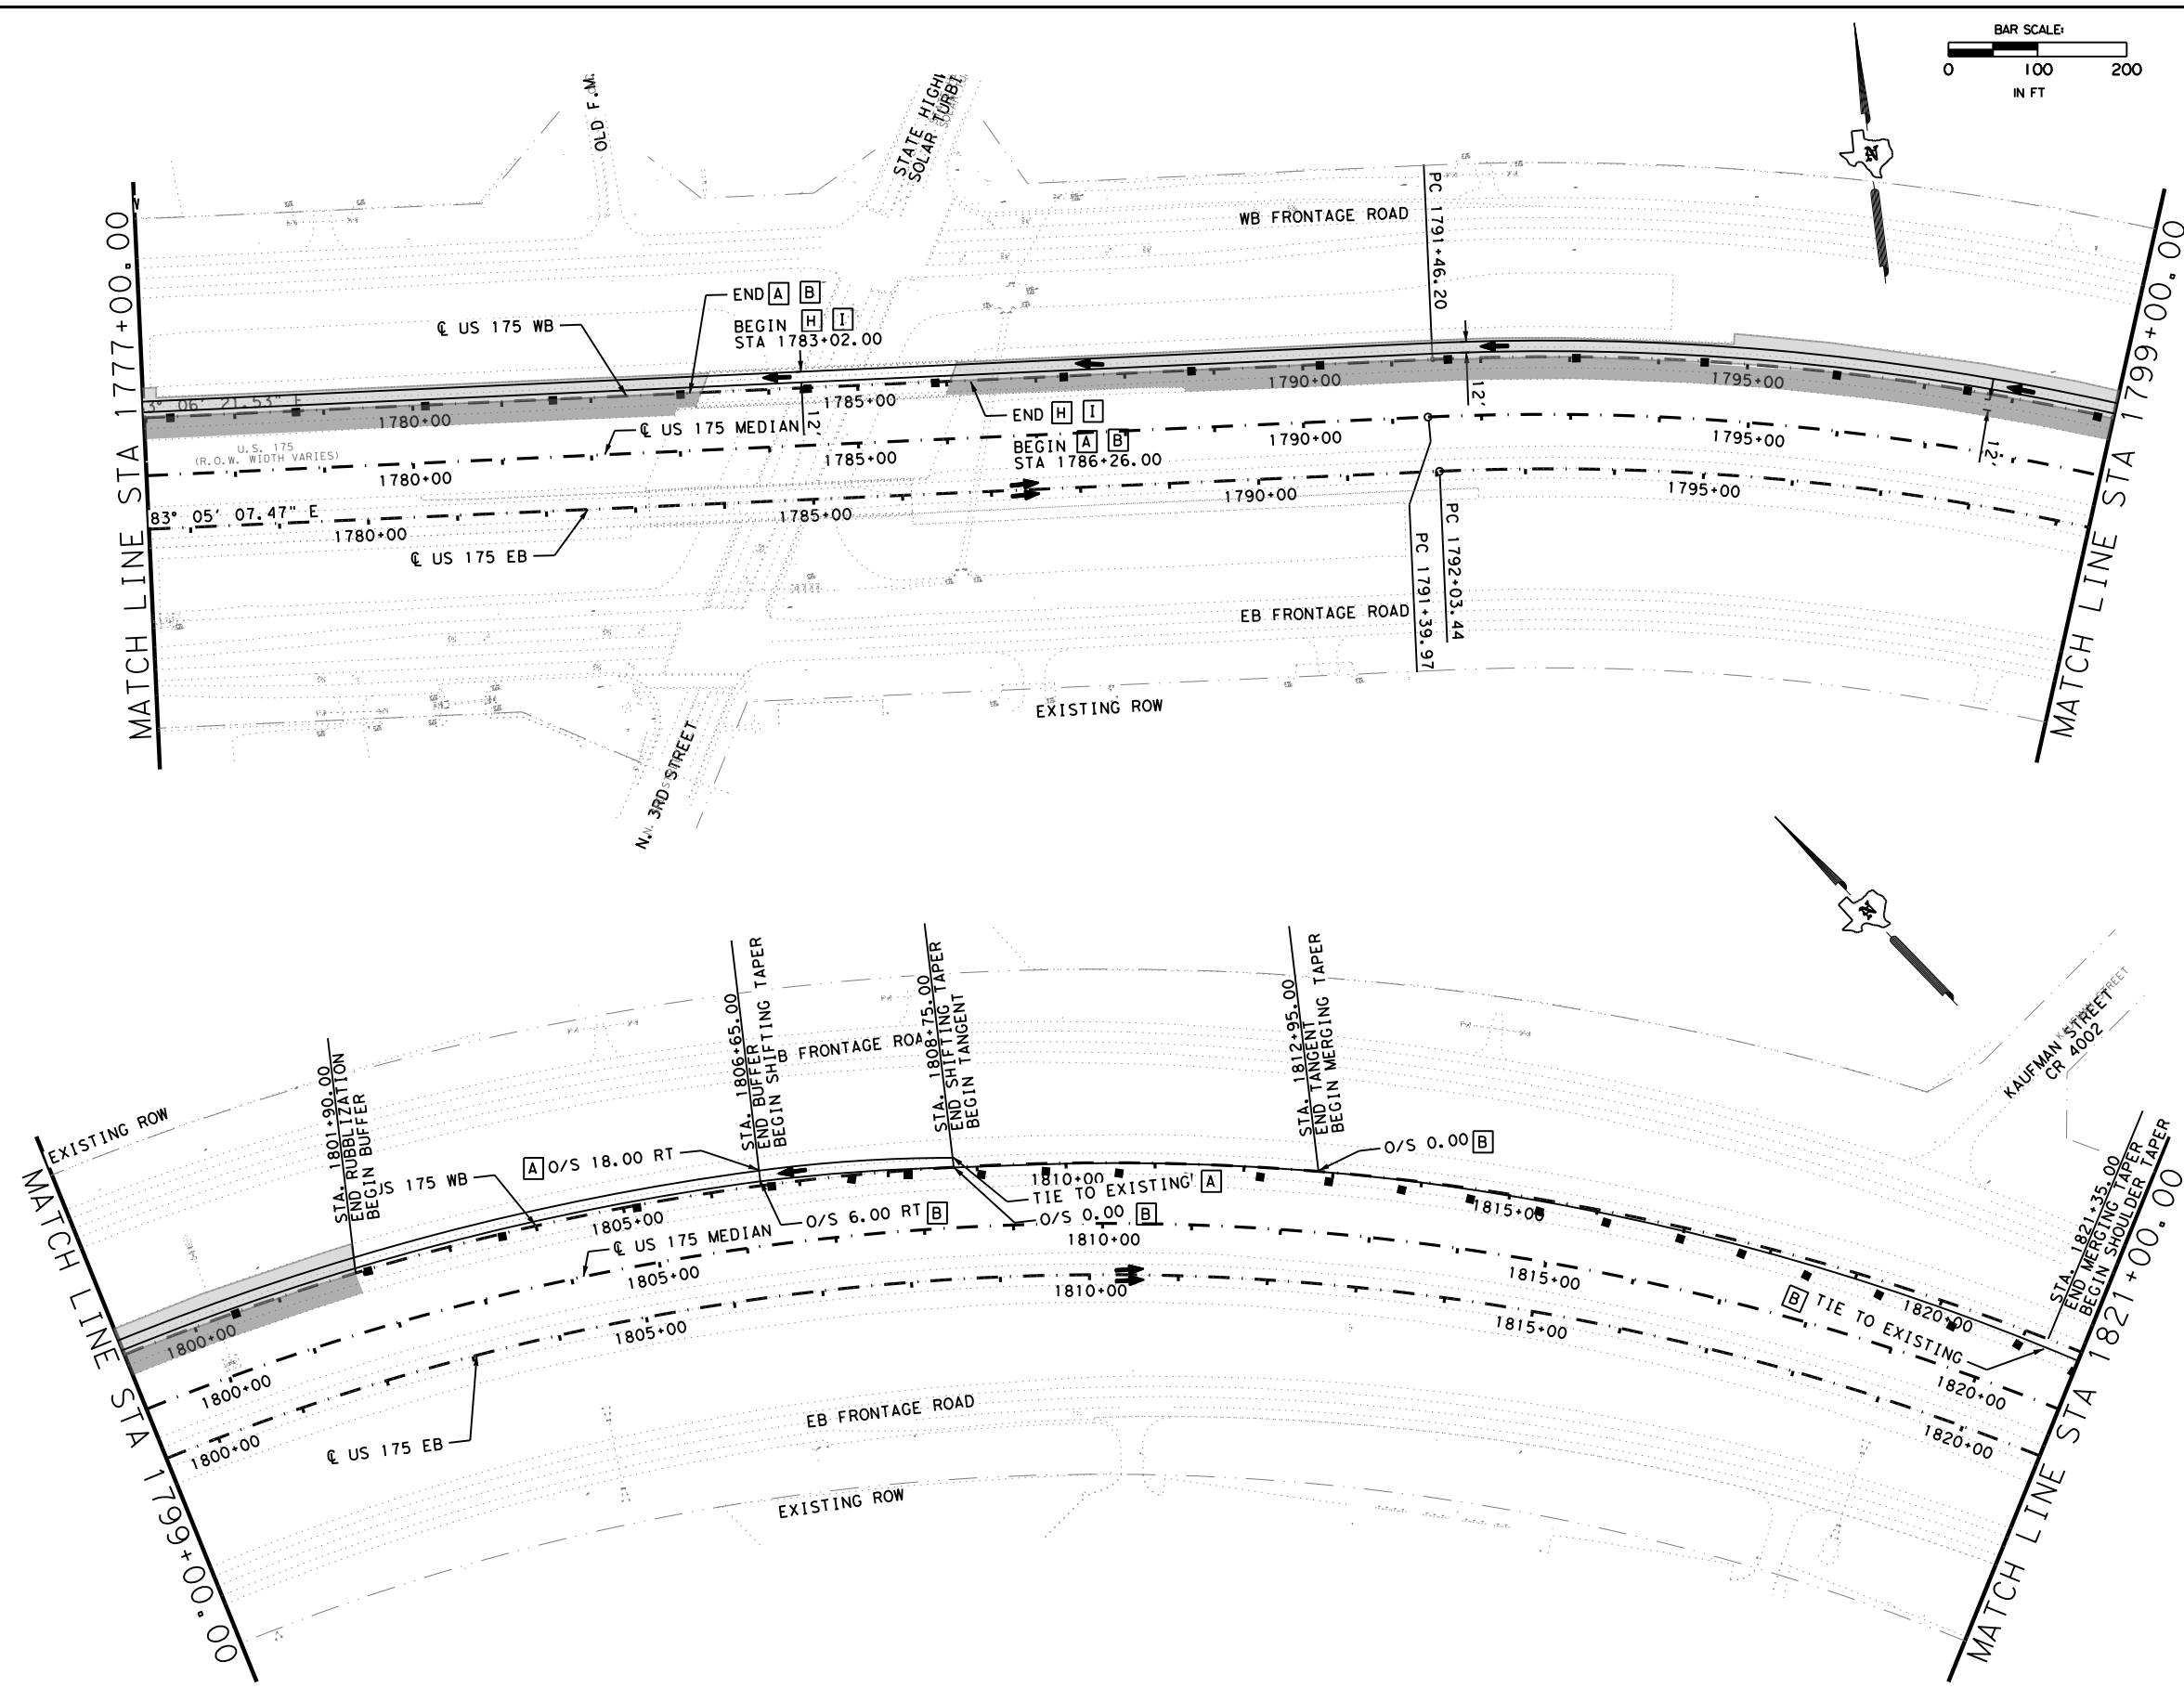 BAR SCALE:
0 100 200
IN FT
OLD F.M.
STATE HIGH
SOLAR TURBI
MATCH LINE STA 1777+00.00
WB FRONTAGE ROAD
PC 1791+46.20
MATCH LINE STA 1799+00.00
END A B
BEGIN H I
STA 1783+02.00
℄ US 175 WB
3° 06' 21.53" E
1780+00
1785+00
1790+00
1795+00
12'
12'
12'
END H I
BEGIN A B
STA 1786+26.00
℄ US 175 MEDIAN
U.S. 175
(R.O.W. WIDTH VARIES)
1780+00
1785+00
1790+00
1795+00
83° 05' 07.47" E
1780+00
1785+00
1790+00
1795+00
℄ US 175 EB
PC 1792+03.44
PC 1791+39.97
EB FRONTAGE ROAD
EXISTING ROW
N. 3RD STREET
N
N
KAUFMAN STREET
CR 4002
EXISTING ROW
MATCH LINE STA 1799+00.00
STA. 1801+90.00
END RUBBLIZATION
BEGIN BUFFER
STA. 1806+65.00
END BUFFER
BEGIN SHIFTING TAPER
B FRONTAGE ROA
STA. 1808+75.00
END SHIFTING TAPER
BEGIN TANGENT
STA. 1812+95.00
END TANGENT
BEGIN MERGING TAPER
STA. 1821+35.00
END MERGING TAPER
BEGIN SHOULDER TAPER
MATCH LINE STA 1821+00.00
US 175 WB
A O/S 18.00 RT
O/S 0.00 B
TIE TO EXISTING A
O/S 6.00 RT B
O/S 0.00 B
B TIE TO EXISTING
1800+00
1805+00
1810+00
1815+00
1820+00
℄ US 175 MEDIAN
1800+00
1805+00
1810+00
1815+00
1820+00
1800+00
1805+00
1810+00
1815+00
1820+00
℄ US 175 EB
EB FRONTAGE ROAD
EXISTING ROW